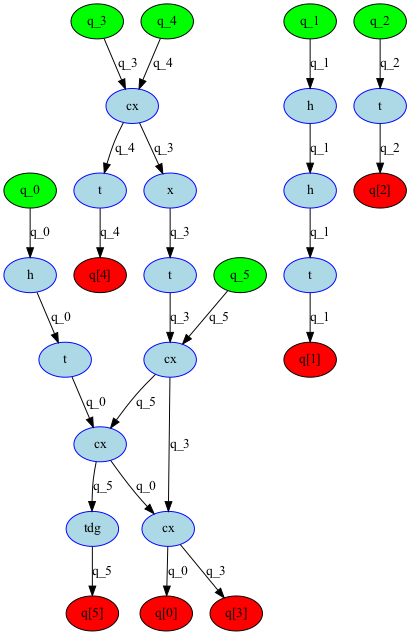 q_3 q_4 q_1 q_2
q_3 q_4 q_1 q_2
cx h t
q_4 q_3 q_1 q_2
q_0 t x h q[2]
q_0 q_4 q_3 q_1
h q[4] t q_5 t
q_0 q_3 q_5 q_1
t cx q[1]
q_0 q_5
cx q_3
q_5 q_0
tdg cx
q_5 q_0 q_3
q[5] q[0] q[3]